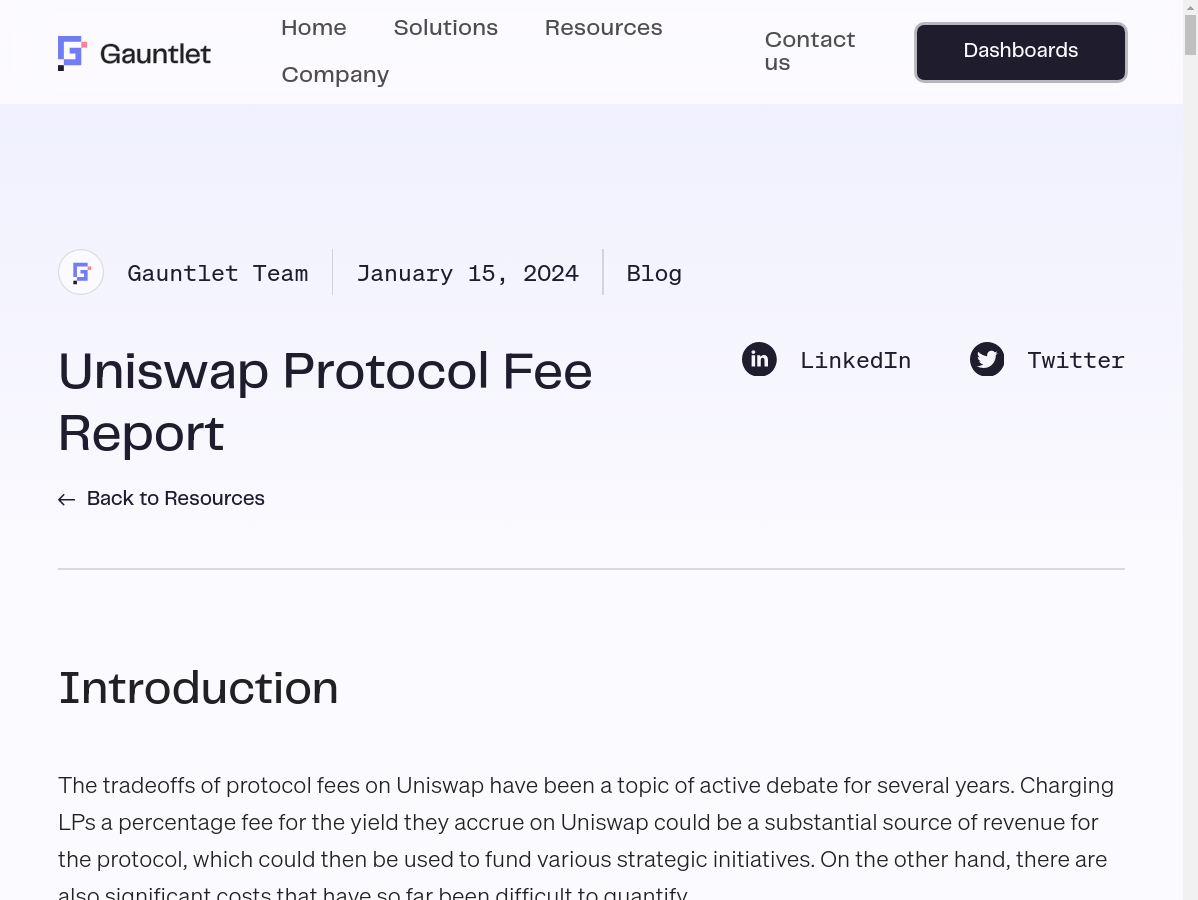 Gauntlet
Home
Solutions
Resources
Company
Contact
us
Dashboards
Gauntlet Team
January 15, 2024
Blog
Uniswap Protocol Fee
Report
LinkedIn
Twitter
← Back to Resources
Introduction
The tradeoffs of protocol fees on Uniswap have been a topic of active debate for several years. Charging
LPs a percentage fee for the yield they accrue on Uniswap could be a substantial source of revenue for
the protocol, which could then be used to fund various strategic initiatives. On the other hand, there are
also significant costs that have so far been difficult to quantify.